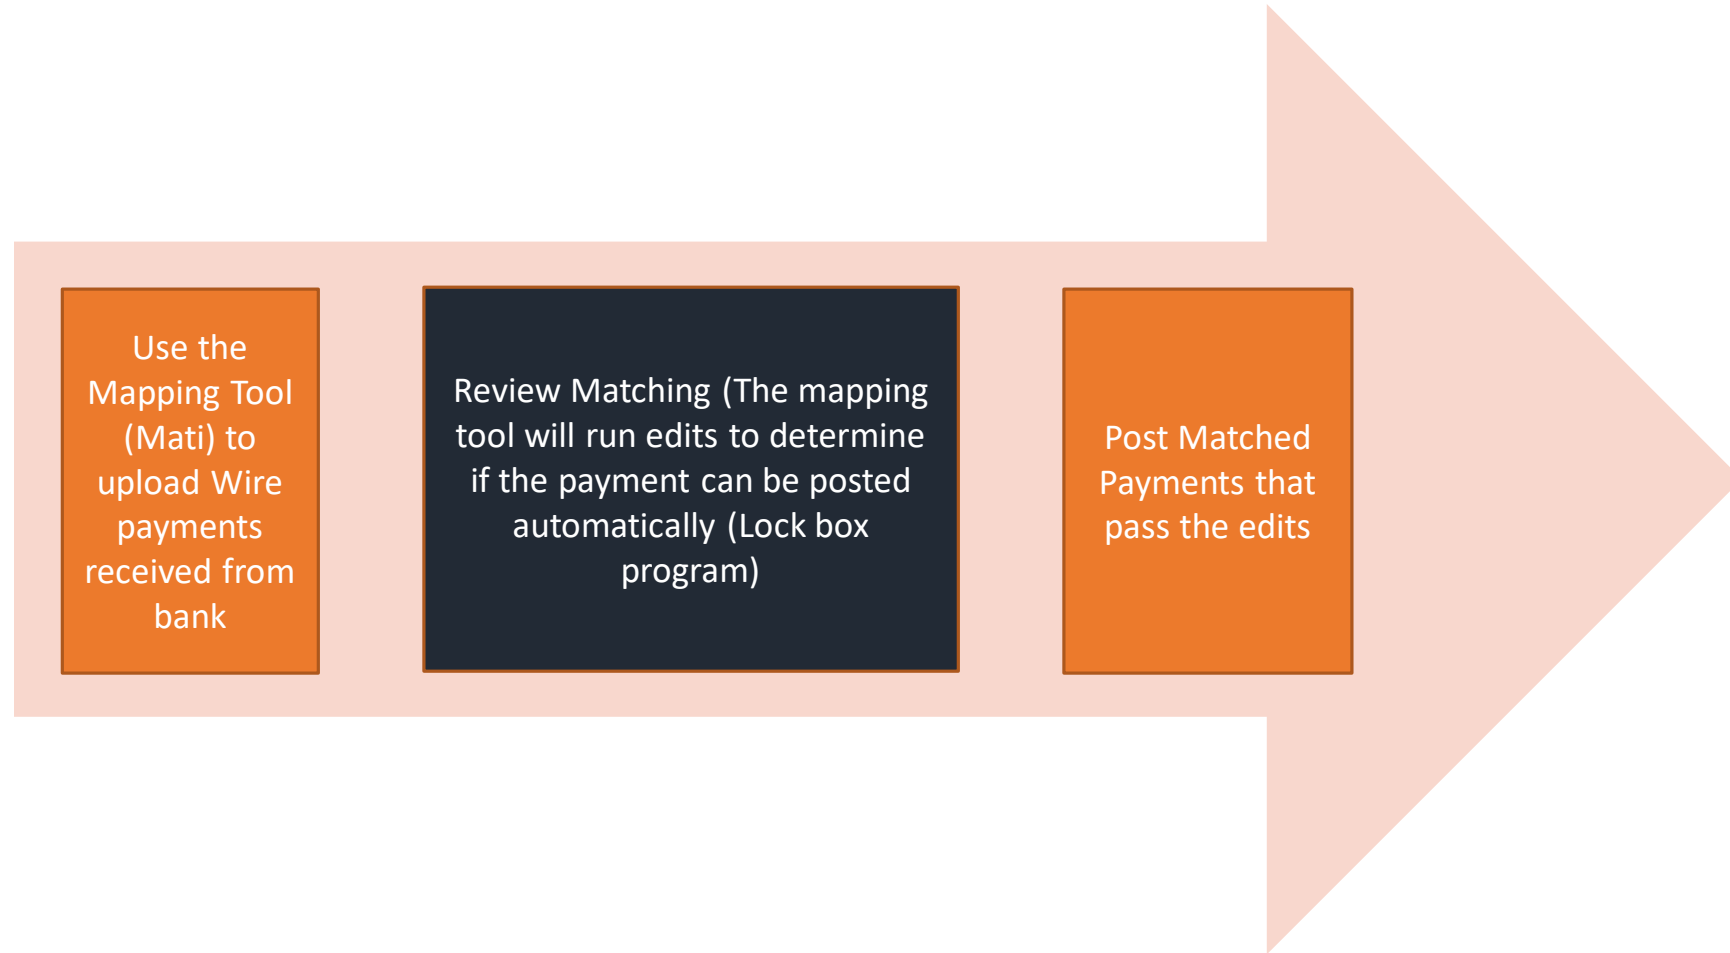 Use the
Mapping Tool
(Mati) to
upload Wire
payments
received from
bank
Review Matching (The mapping
tool will run edits to determine
if the payment can be posted
automatically (Lock box
program)
Post Matched
Payments that
pass the edits